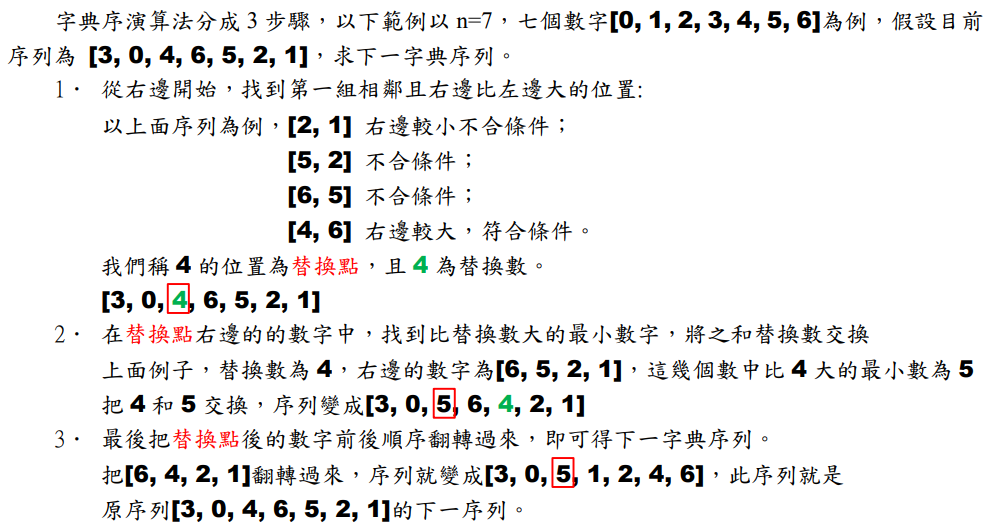 字典序演算法分成 3 步驟，以下範例以 n=7，七個數字[0, 1, 2, 3, 4, 5, 6]為例，假設目前
序列為 [3, 0, 4, 6, 5, 2, 1]，求下一字典序列。
1． 從右邊開始，找到第一組相鄰且右邊比左邊大的位置:
以上面序列為例，[2, 1] 右邊較小不合條件；
[5, 2] 不合條件；
[6, 5] 不合條件；
[4, 6] 右邊較大，符合條件。
我們稱 4 的位置為替換點，且 4 為替換數。
[3, 0, 4, 6, 5, 2, 1]
2． 在替換點右邊的的數字中，找到比替換數大的最小數字，將之和替換數交換
上面例子，替換數為 4，右邊的數字為[6, 5, 2, 1]，這幾個數中比 4 大的最小數為 5
把 4 和 5 交換，序列變成[3, 0, 5, 6, 4, 2, 1]
3． 最後把替換點後的數字前後順序翻轉過來，即可得下一字典序列。
把[6, 4, 2, 1]翻轉過來，序列就變成[3, 0, 5, 1, 2, 4, 6]，此序列就是
原序列[3, 0, 4, 6, 5, 2, 1]的下一序列。